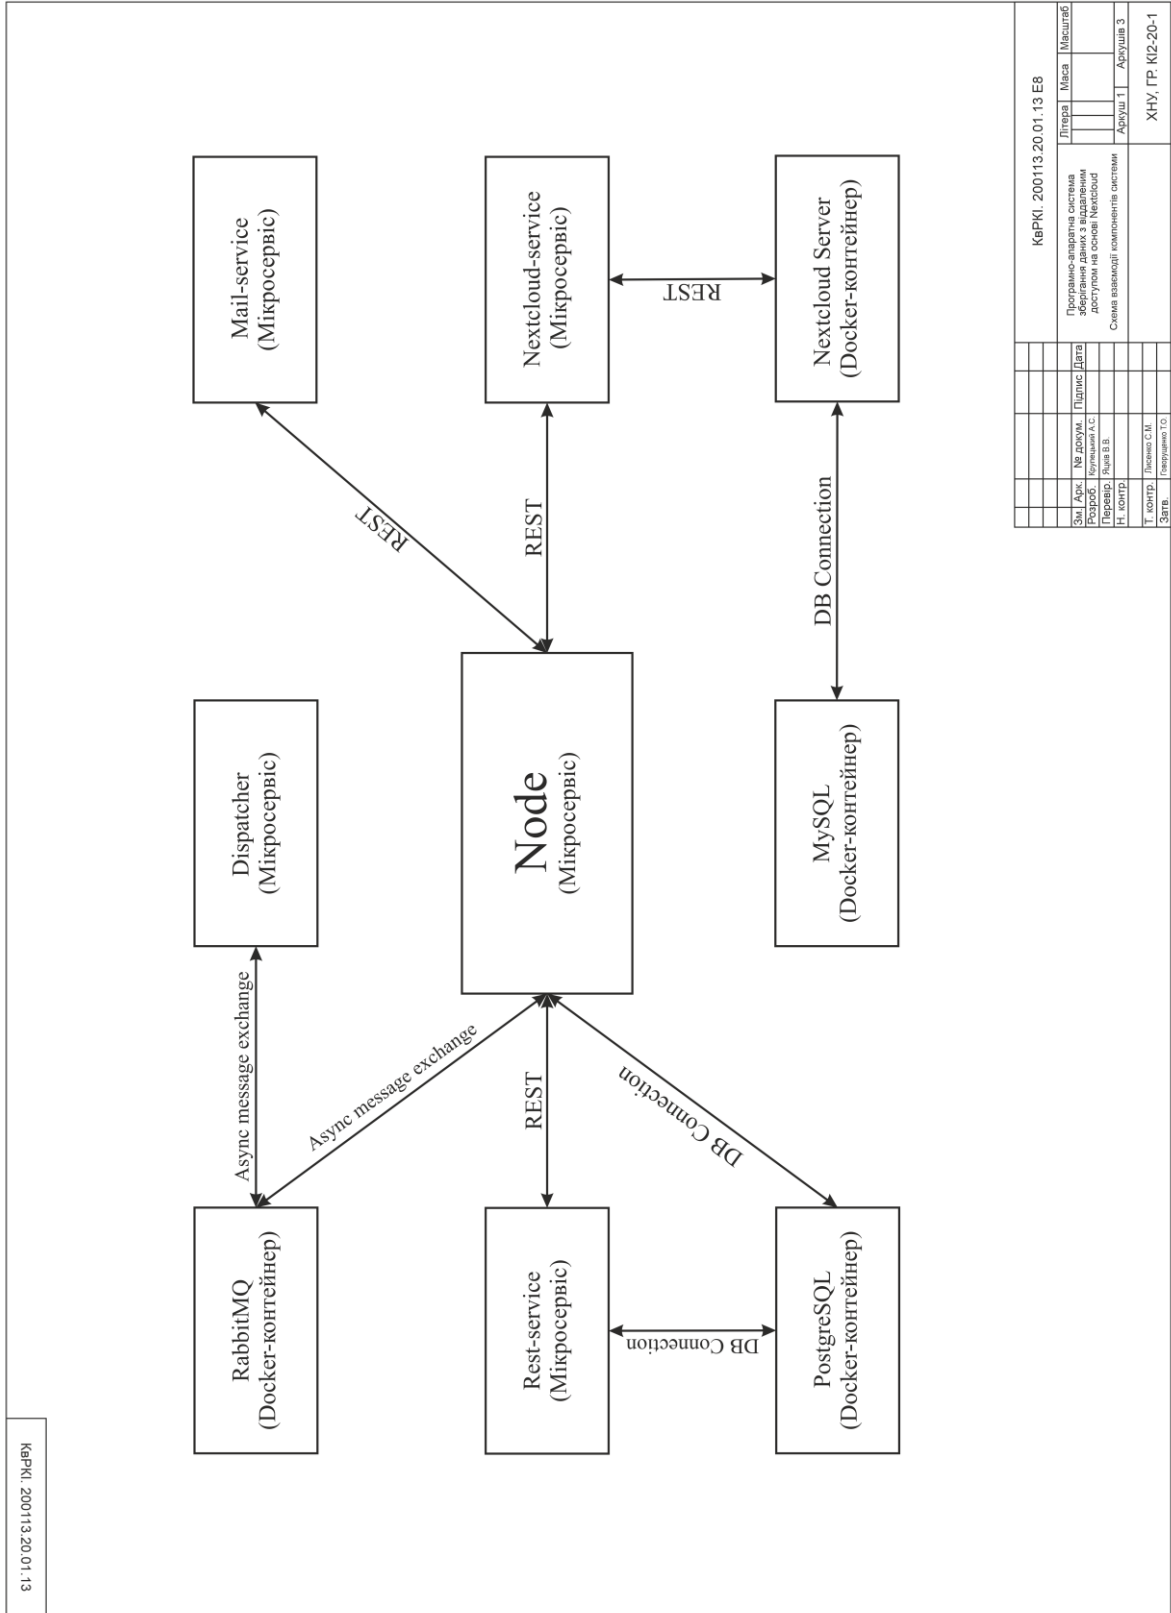 КвРКІ. 200113.20.01.13
RabbitMQ
(Docker-контейнер)
Async message exchange
Dispatcher
(Мікросервіс)
Mail-service
(Мікросервіс)
Async message exchange
REST
Rest-service
(Мікросервіс)
REST
Node
(Мікросервіс)
REST
Nextcloud-service
(Мікросервіс)
DB Connection
DB Connection
REST
PostgreSQL
(Docker-контейнер)
MySQL
(Docker-контейнер)
DB Connection
Nextcloud Server
(Docker-контейнер)
КвРКІ. 200113.20.01.13 Е8
Зм. Арк. № докум. Підпис Дата
Розроб.
Перевір. Яцків В.В.
Н. контр.
Т. контр. Лисенко С.М.
Затв. Говорущенко Т.О.
Програмно-апаратна система
зберігання даних з віддаленим
доступом на основі Nextcloud
Схема взаємодії компонентів системи
Літера Маса Масштаб
Аркуш 1 Аркушів 3
ХНУ, ГР. КІ2-20-1